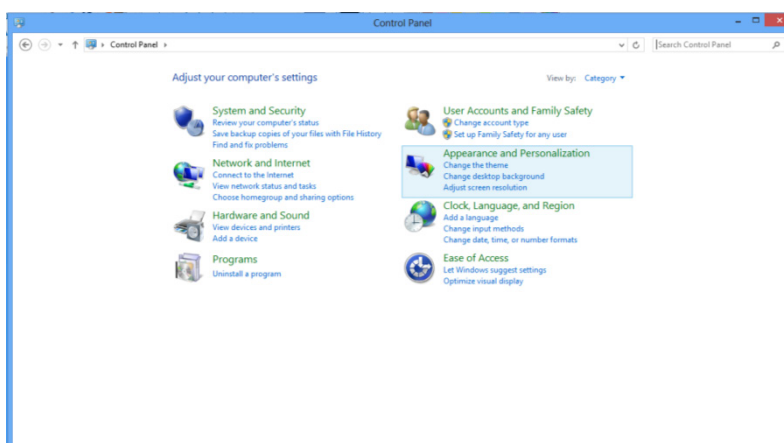 Control Panel
Control Panel
Search Control Panel
Adjust your computer's settings
View by: Category
System and Security
Review your computer's status
Save backup copies of your files with File History
Find and fix problems
Network and Internet
Connect to the Internet
View network status and tasks
Choose homegroup and sharing options
Hardware and Sound
View devices and printers
Add a device
Programs
Uninstall a program
User Accounts and Family Safety
Change account type
Set up Family Safety for any user
Appearance and Personalization
Change the theme
Change desktop background
Adjust screen resolution
Clock, Language, and Region
Add a language
Change input methods
Change date, time, or number formats
Ease of Access
Let Windows suggest settings
Optimize visual display